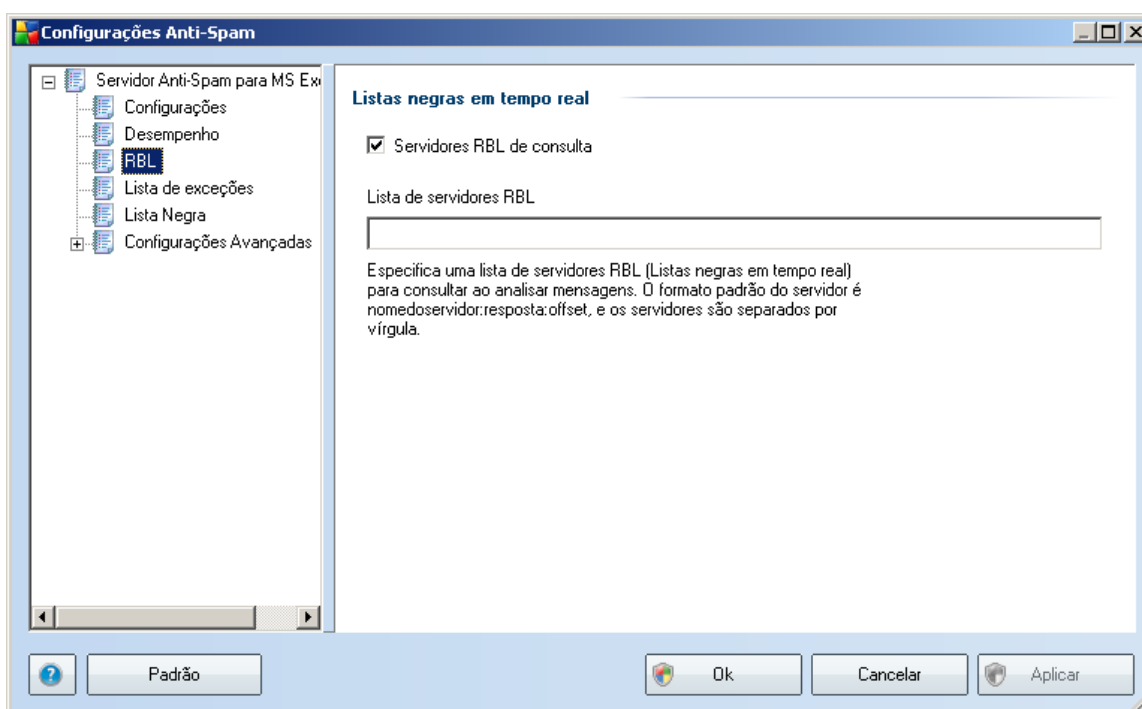 Configurações Anti-Spam
Servidor Anti-Spam para MS Ex
Configurações
Desempenho
RBL
Lista de exceções
Lista Negra
Configurações Avançadas
Listas negras em tempo real
Servidores RBL de consulta
Lista de servidores RBL
Especifica uma lista de servidores RBL (Listas negras em tempo real)
para consultar ao analisar mensagens. O formato padrão do servidor é
nomedoservidor:resposta:offset, e os servidores são separados por
vírgula.
Padrão
Ok
Cancelar
Aplicar